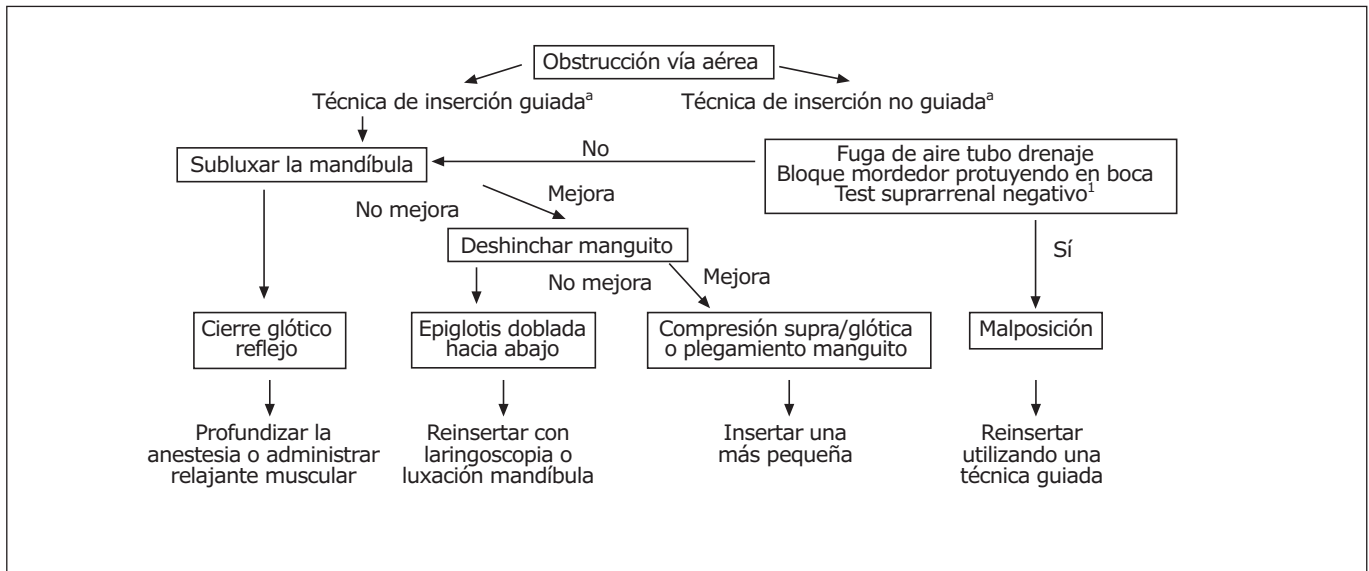 Obstrucción vía aérea
Técnica de inserción guiadaᵃ
Técnica de inserción no guiadaᵃ
Subluxar la mandíbula
No
Fuga de aire tubo drenaje
Bloque mordedor protuyendo en boca
Test suprarrenal negativo¹
No mejora
Mejora
Sí
Deshinchar manguito
No mejora
Mejora
Cierre glótico
reflejo
Epiglotis doblada
hacia abajo
Compresión supra/glótica
o plegamiento manguito
Malposición
Profundizar la
anestesia o administrar
relajante muscular
Reinsertar con
laringoscopia o
luxación mandíbula
Insertar una
más pequeña
Reinsertar
utilizando una
técnica guiada